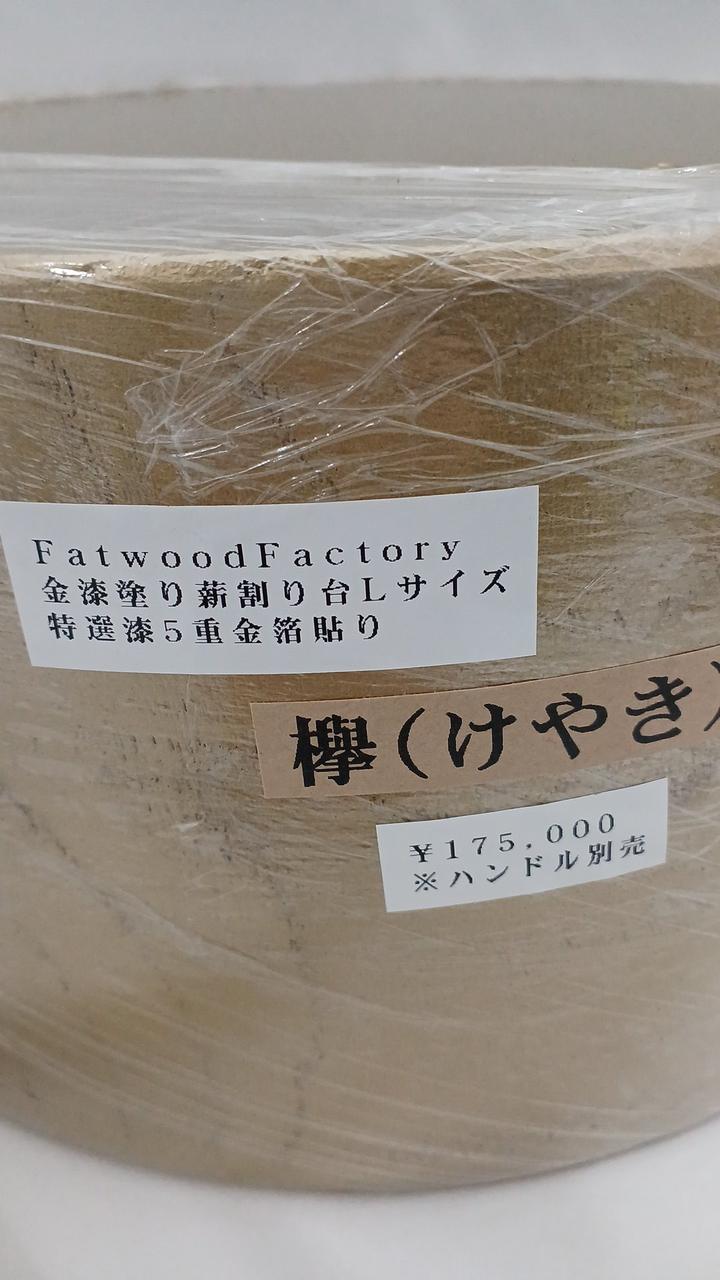 FatwoodFactory
金漆塗り薪割り台Lサイズ
特選漆5重金箔貼り
欅(けやき)
¥175,000
※ハンドル別売